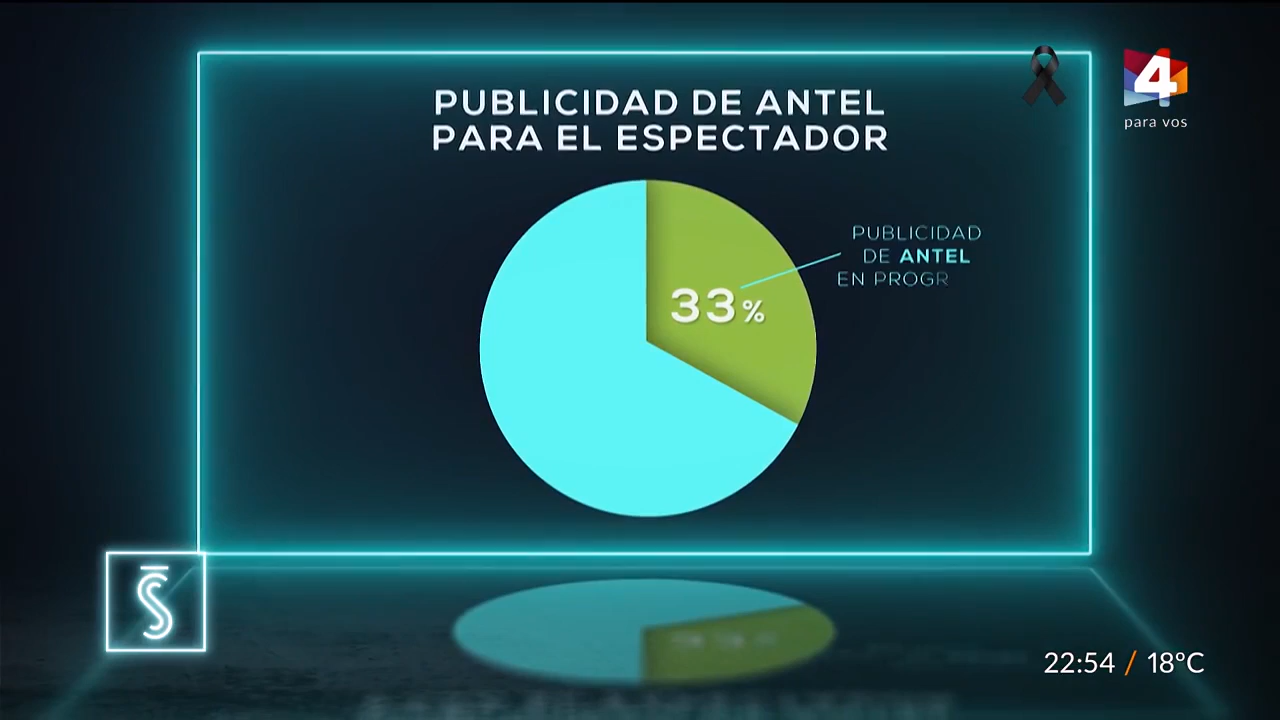 PUBLICIDAD DE ANTEL
PARA EL ESPECTADOR
4
para vos
PUBLICIDAD
DE ANTEL
EN PROGR
33%
S
22:54 / 18°C